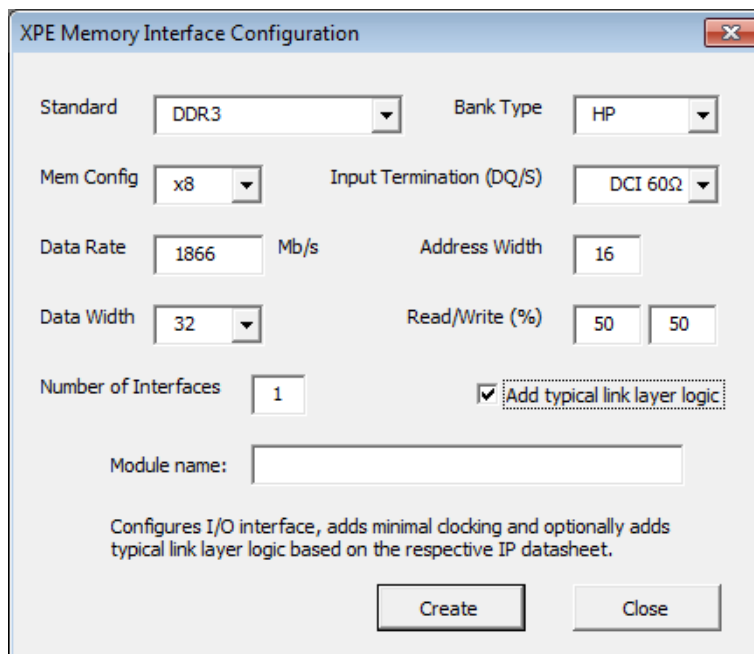 XPE Memory Interface Configuration
Standard DDR3 Bank Type HP
Mem Config x8 Input Termination (DQ/S) DCI 60Ω
Data Rate 1866 Mb/s Address Width 16
Data Width 32 Read/Write (%) 50 50
Number of Interfaces 1 Add typical link layer logic
Module name:
Configures I/O interface, adds minimal clocking and optionally adds
typical link layer logic based on the respective IP datasheet.
Create Close